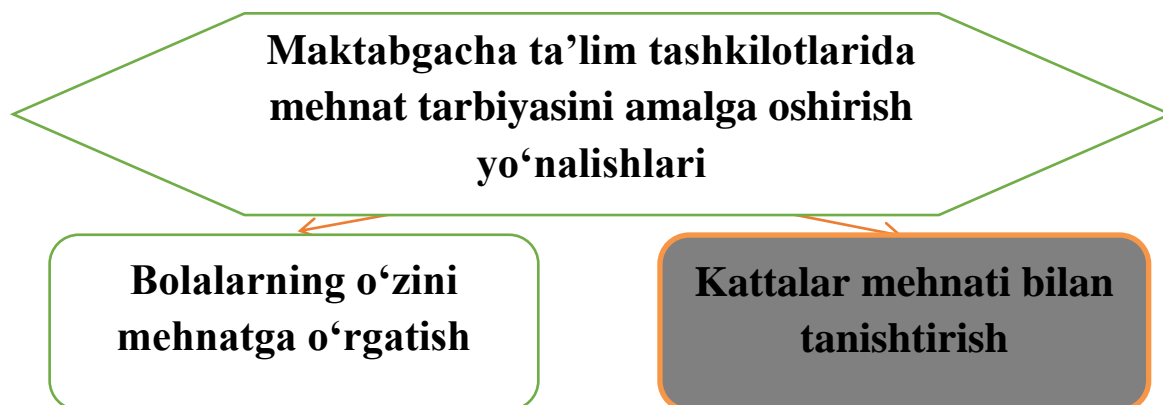 Maktabgacha ta’lim tashkilotlarida
mehnat tarbiyasini amalga oshirish
yo‘nalishlari
Bolalarning o‘zini
mehnatga o‘rgatish
Kattalar mehnati bilan
tanishtirish